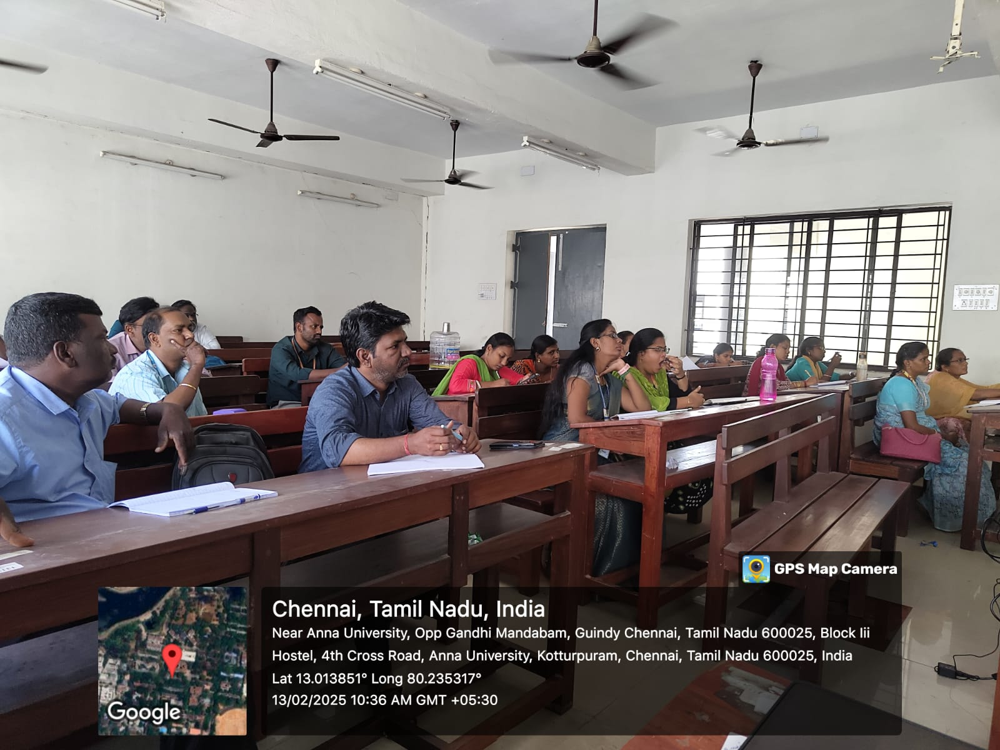 GPS Map Camera
Chennai, Tamil Nadu, India
Near Anna University, Opp Gandhi Mandabam, Guindy Chennai, Tamil Nadu 600025, Block Iii
Hostel, 4th Cross Road, Anna University, Kotturpuram, Chennai, Tamil Nadu 600025, India
Lat 13.013851° Long 80.235317°
13/02/2025 10:36 AM GMT +05:30
Google